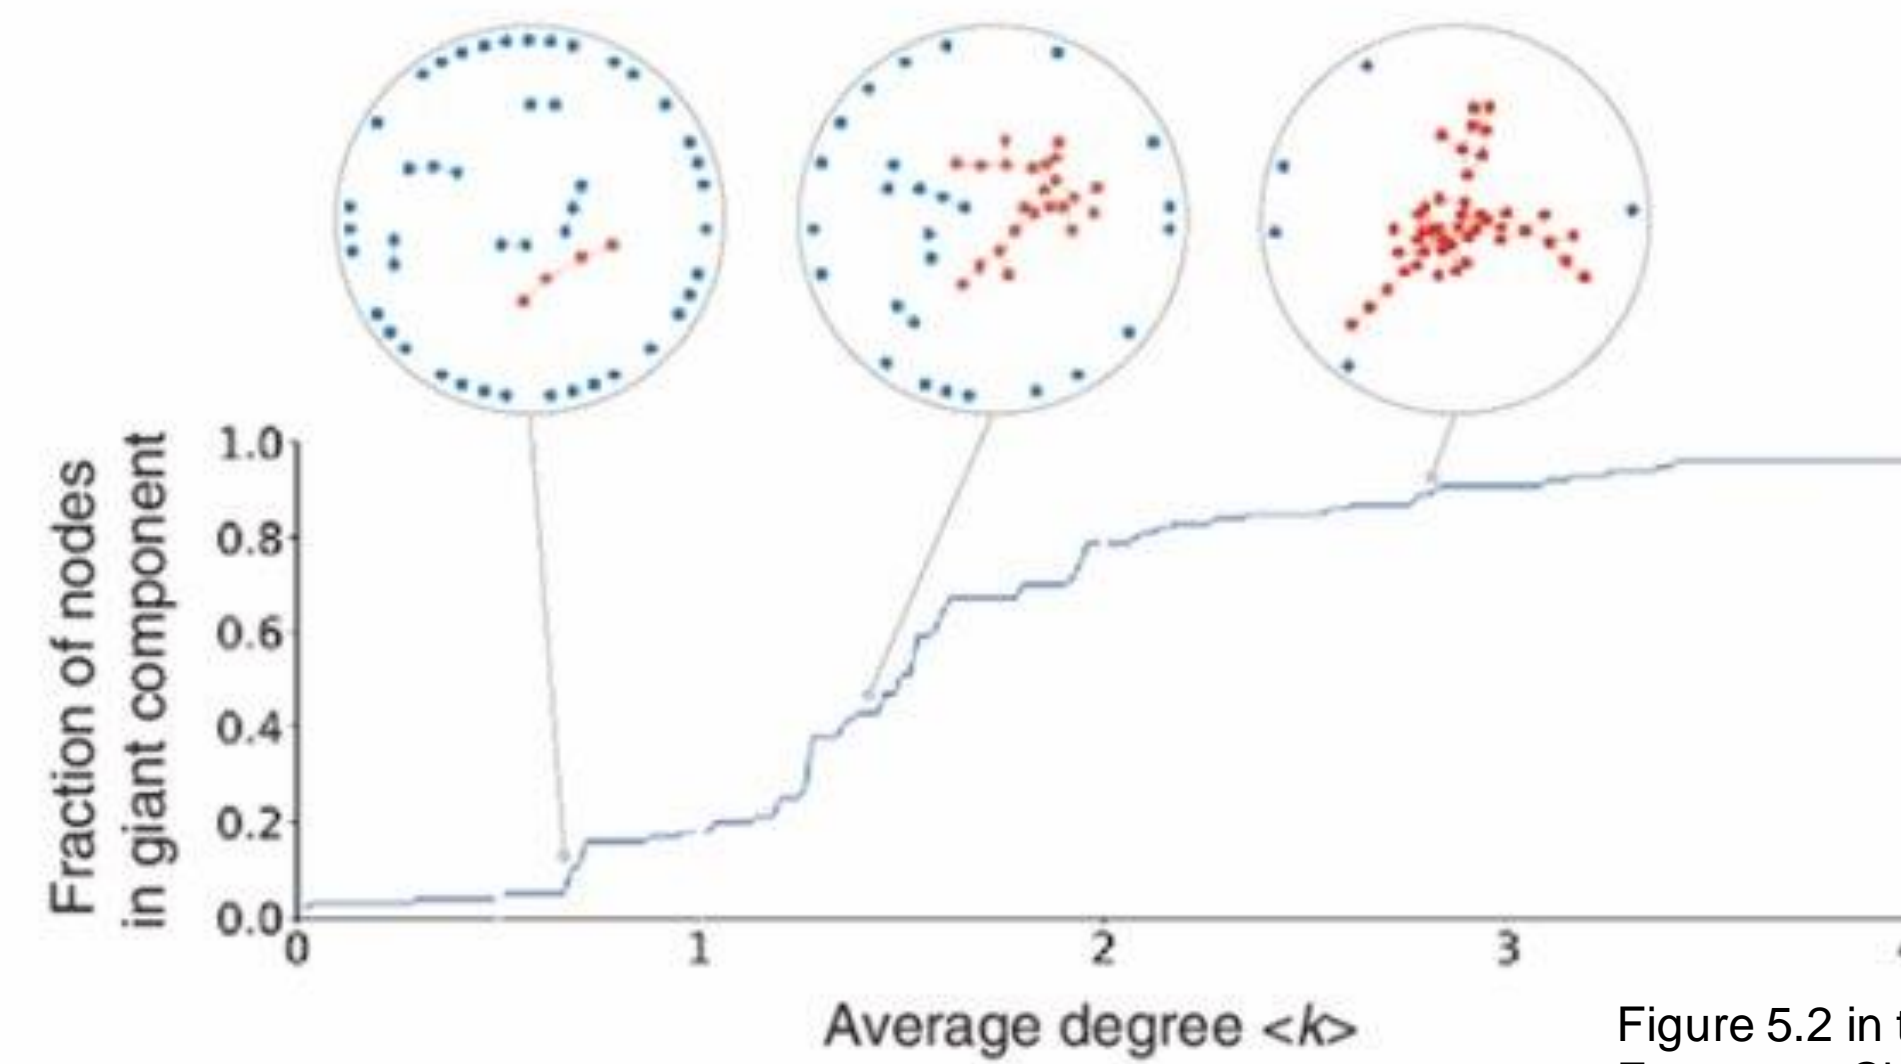 Fraction of nodes
in giant component
1.0
0.8
0.6
0.4
0.2
0.0
0 1 2 3
Average degree <k>
Figure 5.2 in